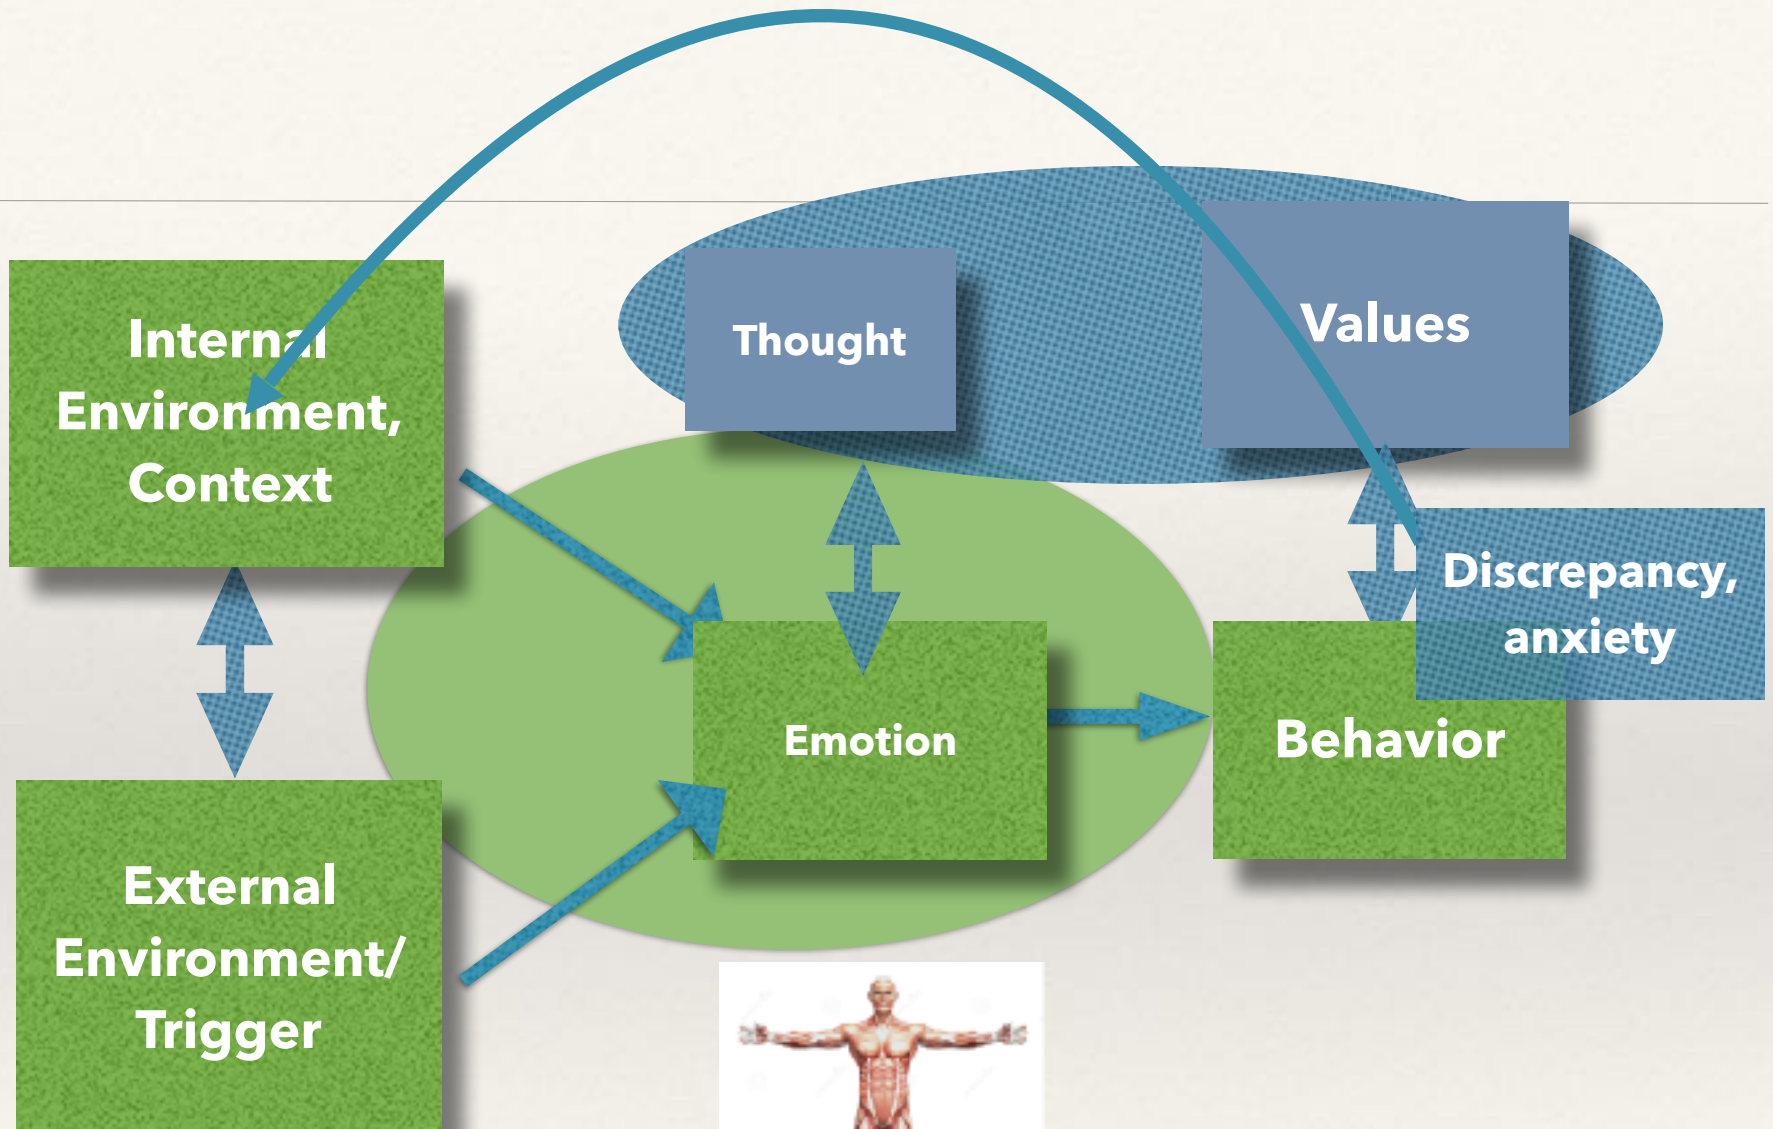 Internal
Environment,
Context
Thought
Values
Discrepancy,
anxiety
Emotion
Behavior
External
Environment/
Trigger